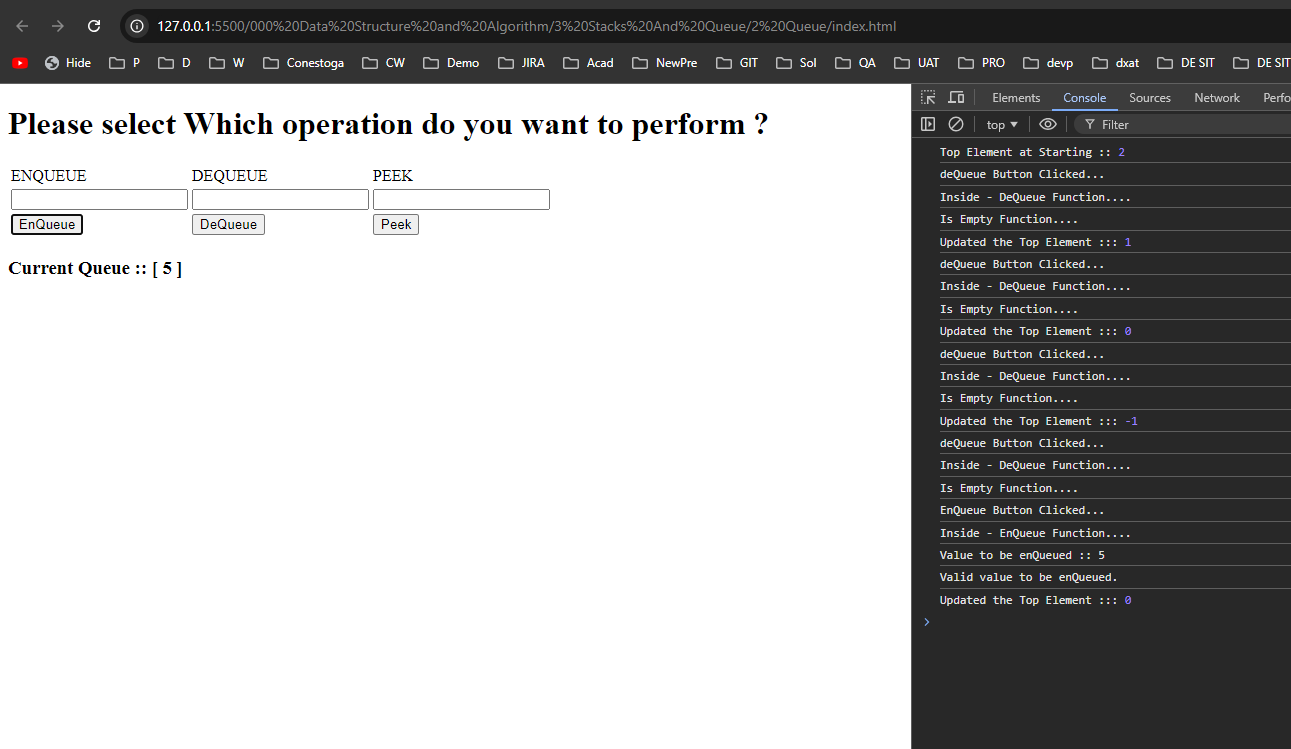 127.0.0.1:5500/000%20Data%20Structure%20and%20Algorithm/3%20Stacks%20And%20Queue/2%20Queue/index.html
Hide P D W Conestoga CW Demo JIRA Acad NewPre GIT Sol QA UAT PRO devp dxat DE SIT DE SIT
Please select Which operation do you want to perform ?
ENQUEUE DEQUEUE PEEK
EnQueue DeQueue Peek
Current Queue :: [ 5 ]
Elements Console Sources Network Perfo
top Filter
Top Element at Starting :: 2
deQueue Button Clicked...
Inside - DeQueue Function....
Is Empty Function....
Updated the Top Element ::: 1
deQueue Button Clicked...
Inside - DeQueue Function....
Is Empty Function....
Updated the Top Element ::: 0
deQueue Button Clicked...
Inside - DeQueue Function....
Is Empty Function....
Updated the Top Element ::: -1
deQueue Button Clicked...
Inside - DeQueue Function....
Is Empty Function....
EnQueue Button Clicked...
Inside - EnQueue Function....
Value to be enQueued :: 5
Valid value to be enQueued.
Updated the Top Element ::: 0